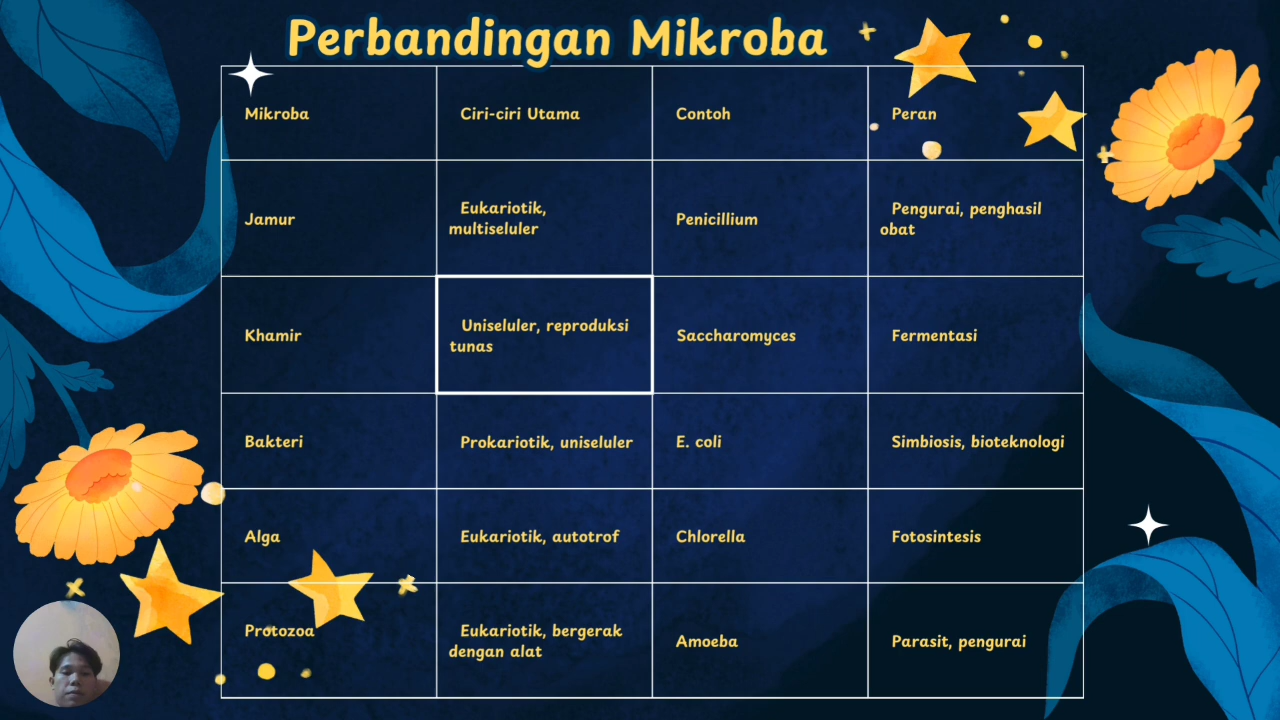 Perbandingan Mikroba
Mikroba
Ciri-ciri Utama
Contoh
Peran
Jamur
Eukariotik,
multiseluler
Penicillium
Pengurai, penghasil
obat
Khamir
Uniseluler, reproduksi
tunas
Saccharomyces
Fermentasi
Bakteri
Prokariotik, uniseluler
E. coli
Simbiosis, bioteknologi
Alga
Eukariotik, autotrof
Chlorella
Fotosintesis
Protozoa
Eukariotik, bergerak
dengan alat
Amoeba
Parasit, pengurai